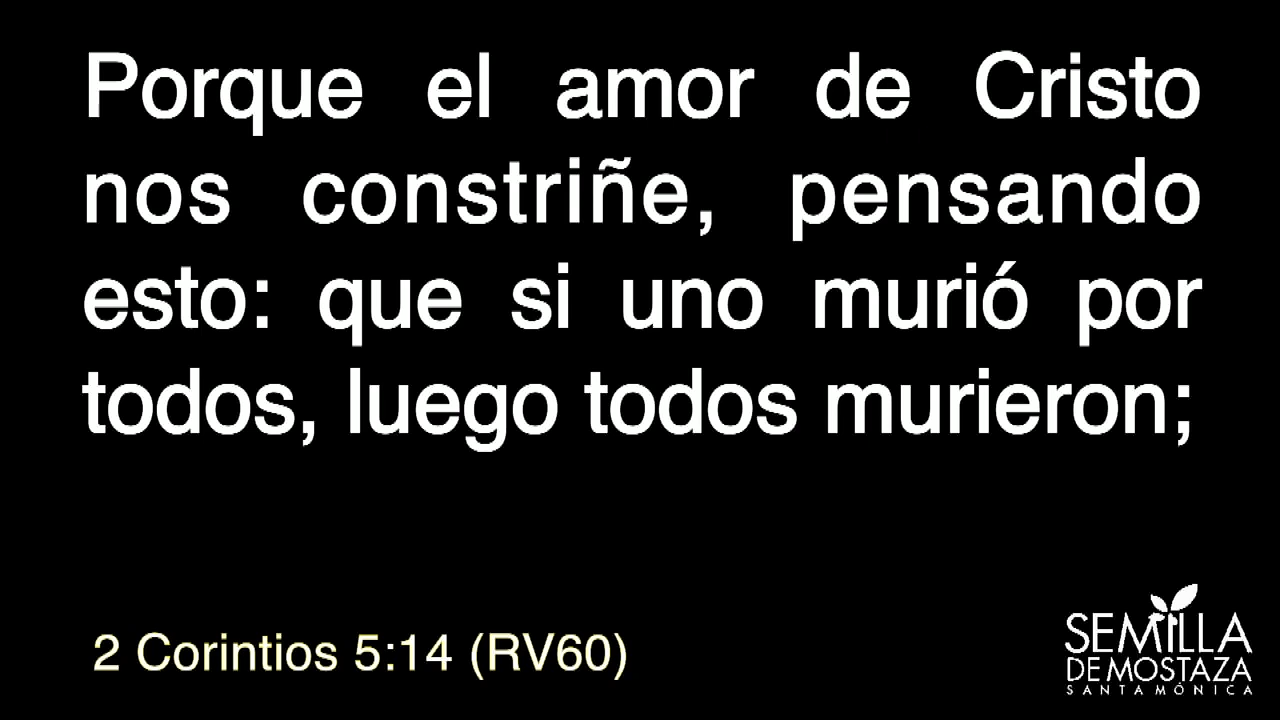 Porque el amor de Cristo
nos constriñe, pensando
esto: que si uno murió por
todos, luego todos murieron;
2 Corintios 5:14 (RV60)
SEMILLA
DE MOSTAZA
SANTA MÓNICA